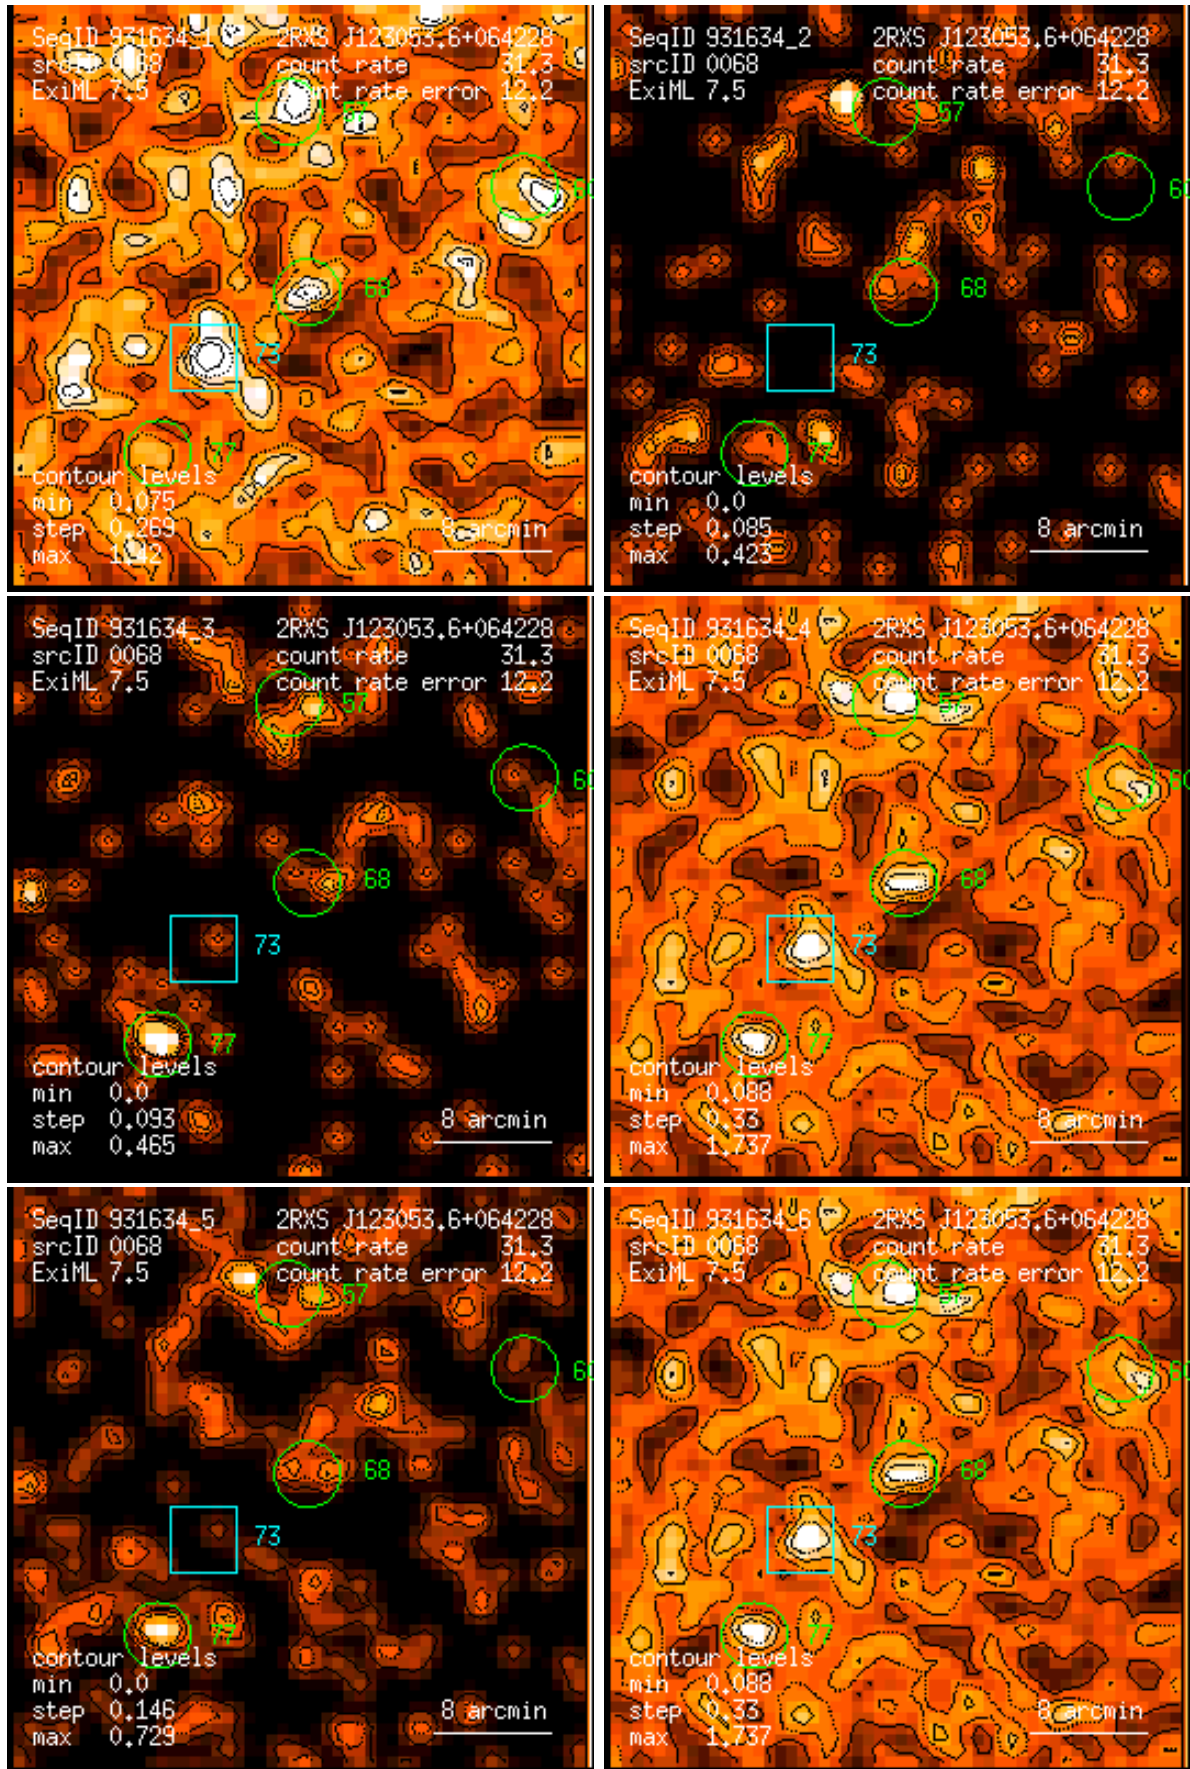 SeqID 931634_1 2RXS J123053.6+064228
srcID 0068 count rate 31.3
ExiML 7.5 count rate error 12.2
57
60
68
73
77
contour levels
min 0.075
step 0.269
max 1.42
8 arcmin
SeqID 931634_2 2RXS J123053.6+064228
srcID 0068 count rate 31.3
ExiML 7.5 count rate error 12.2
57
60
68
73
77
contour levels
min 0.0
step 0.085
max 0.423
8 arcmin
SeqID 931634_3 2RXS J123053.6+064228
srcID 0068 count rate 31.3
ExiML 7.5 count rate error 12.2
57
60
68
73
77
contour levels
min 0.0
step 0.093
max 0.465
8 arcmin
SeqID 931634_4 2RXS J123053.6+064228
srcID 0068 count rate 31.3
ExiML 7.5 count rate error 12.2
57
60
68
73
77
contour levels
min 0.088
step 0.33
max 1.737
8 arcmin
SeqID 931634_5 2RXS J123053.6+064228
srcID 0068 count rate 31.3
ExiML 7.5 count rate error 12.2
57
60
68
73
77
contour levels
min 0.0
step 0.146
max 0.729
8 arcmin
SeqID 931634_6 2RXS J123053.6+064228
srcID 0068 count rate 31.3
ExiML 7.5 count rate error 12.2
57
60
68
73
77
contour levels
min 0.088
step 0.33
max 1.737
8 arcmin